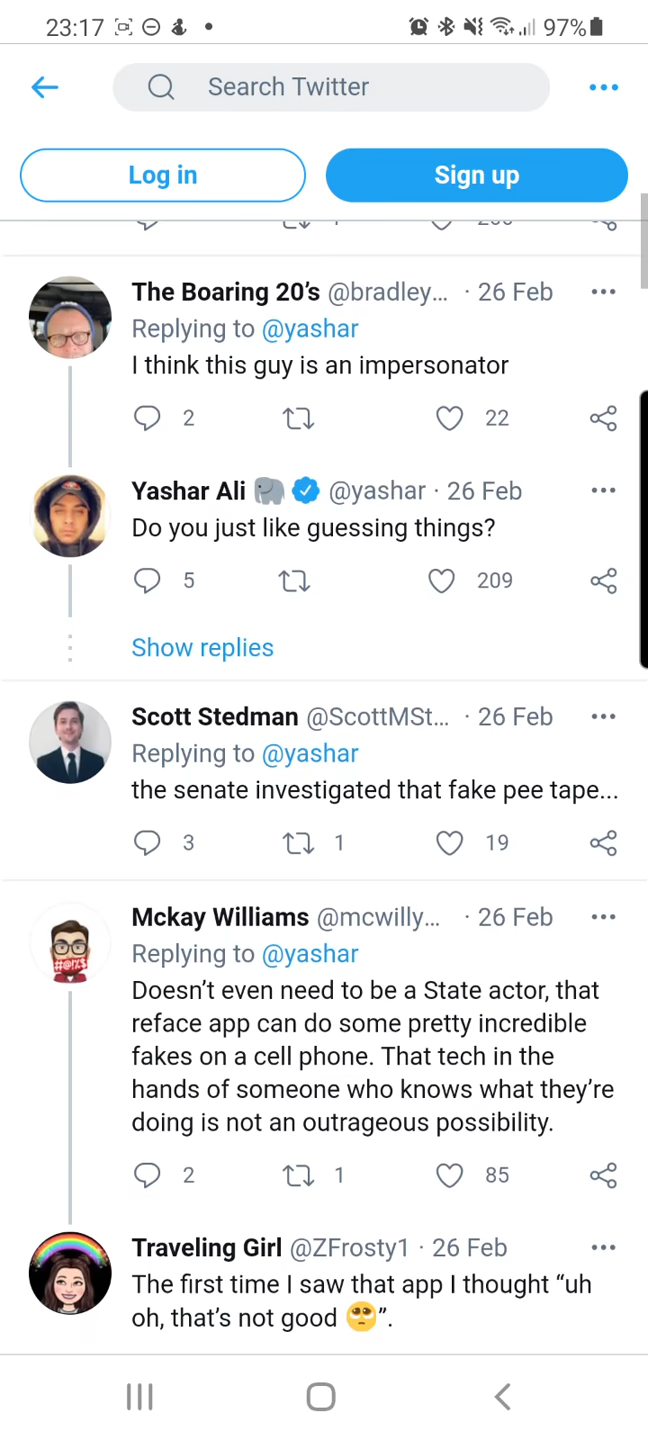 23:17 97%
Search Twitter
Log in Sign up
The Boaring 20’s @bradley... · 26 Feb
Replying to @yashar
I think this guy is an impersonator
2 22
Yashar Ali 🐘 @yashar · 26 Feb
Do you just like guessing things?
5 209
Show replies
Scott Stedman @ScottMSt... · 26 Feb
Replying to @yashar
the senate investigated that fake pee tape...
3 1 19
Mckay Williams @mcwilly... · 26 Feb
Replying to @yashar
Doesn’t even need to be a State actor, that
reface app can do some pretty incredible
fakes on a cell phone. That tech in the
hands of someone who knows what they’re
doing is not an outrageous possibility.
2 1 85
#@!%$
Traveling Girl @ZFrosty1 · 26 Feb
The first time I saw that app I thought “uh
oh, that’s not good 🥺”.